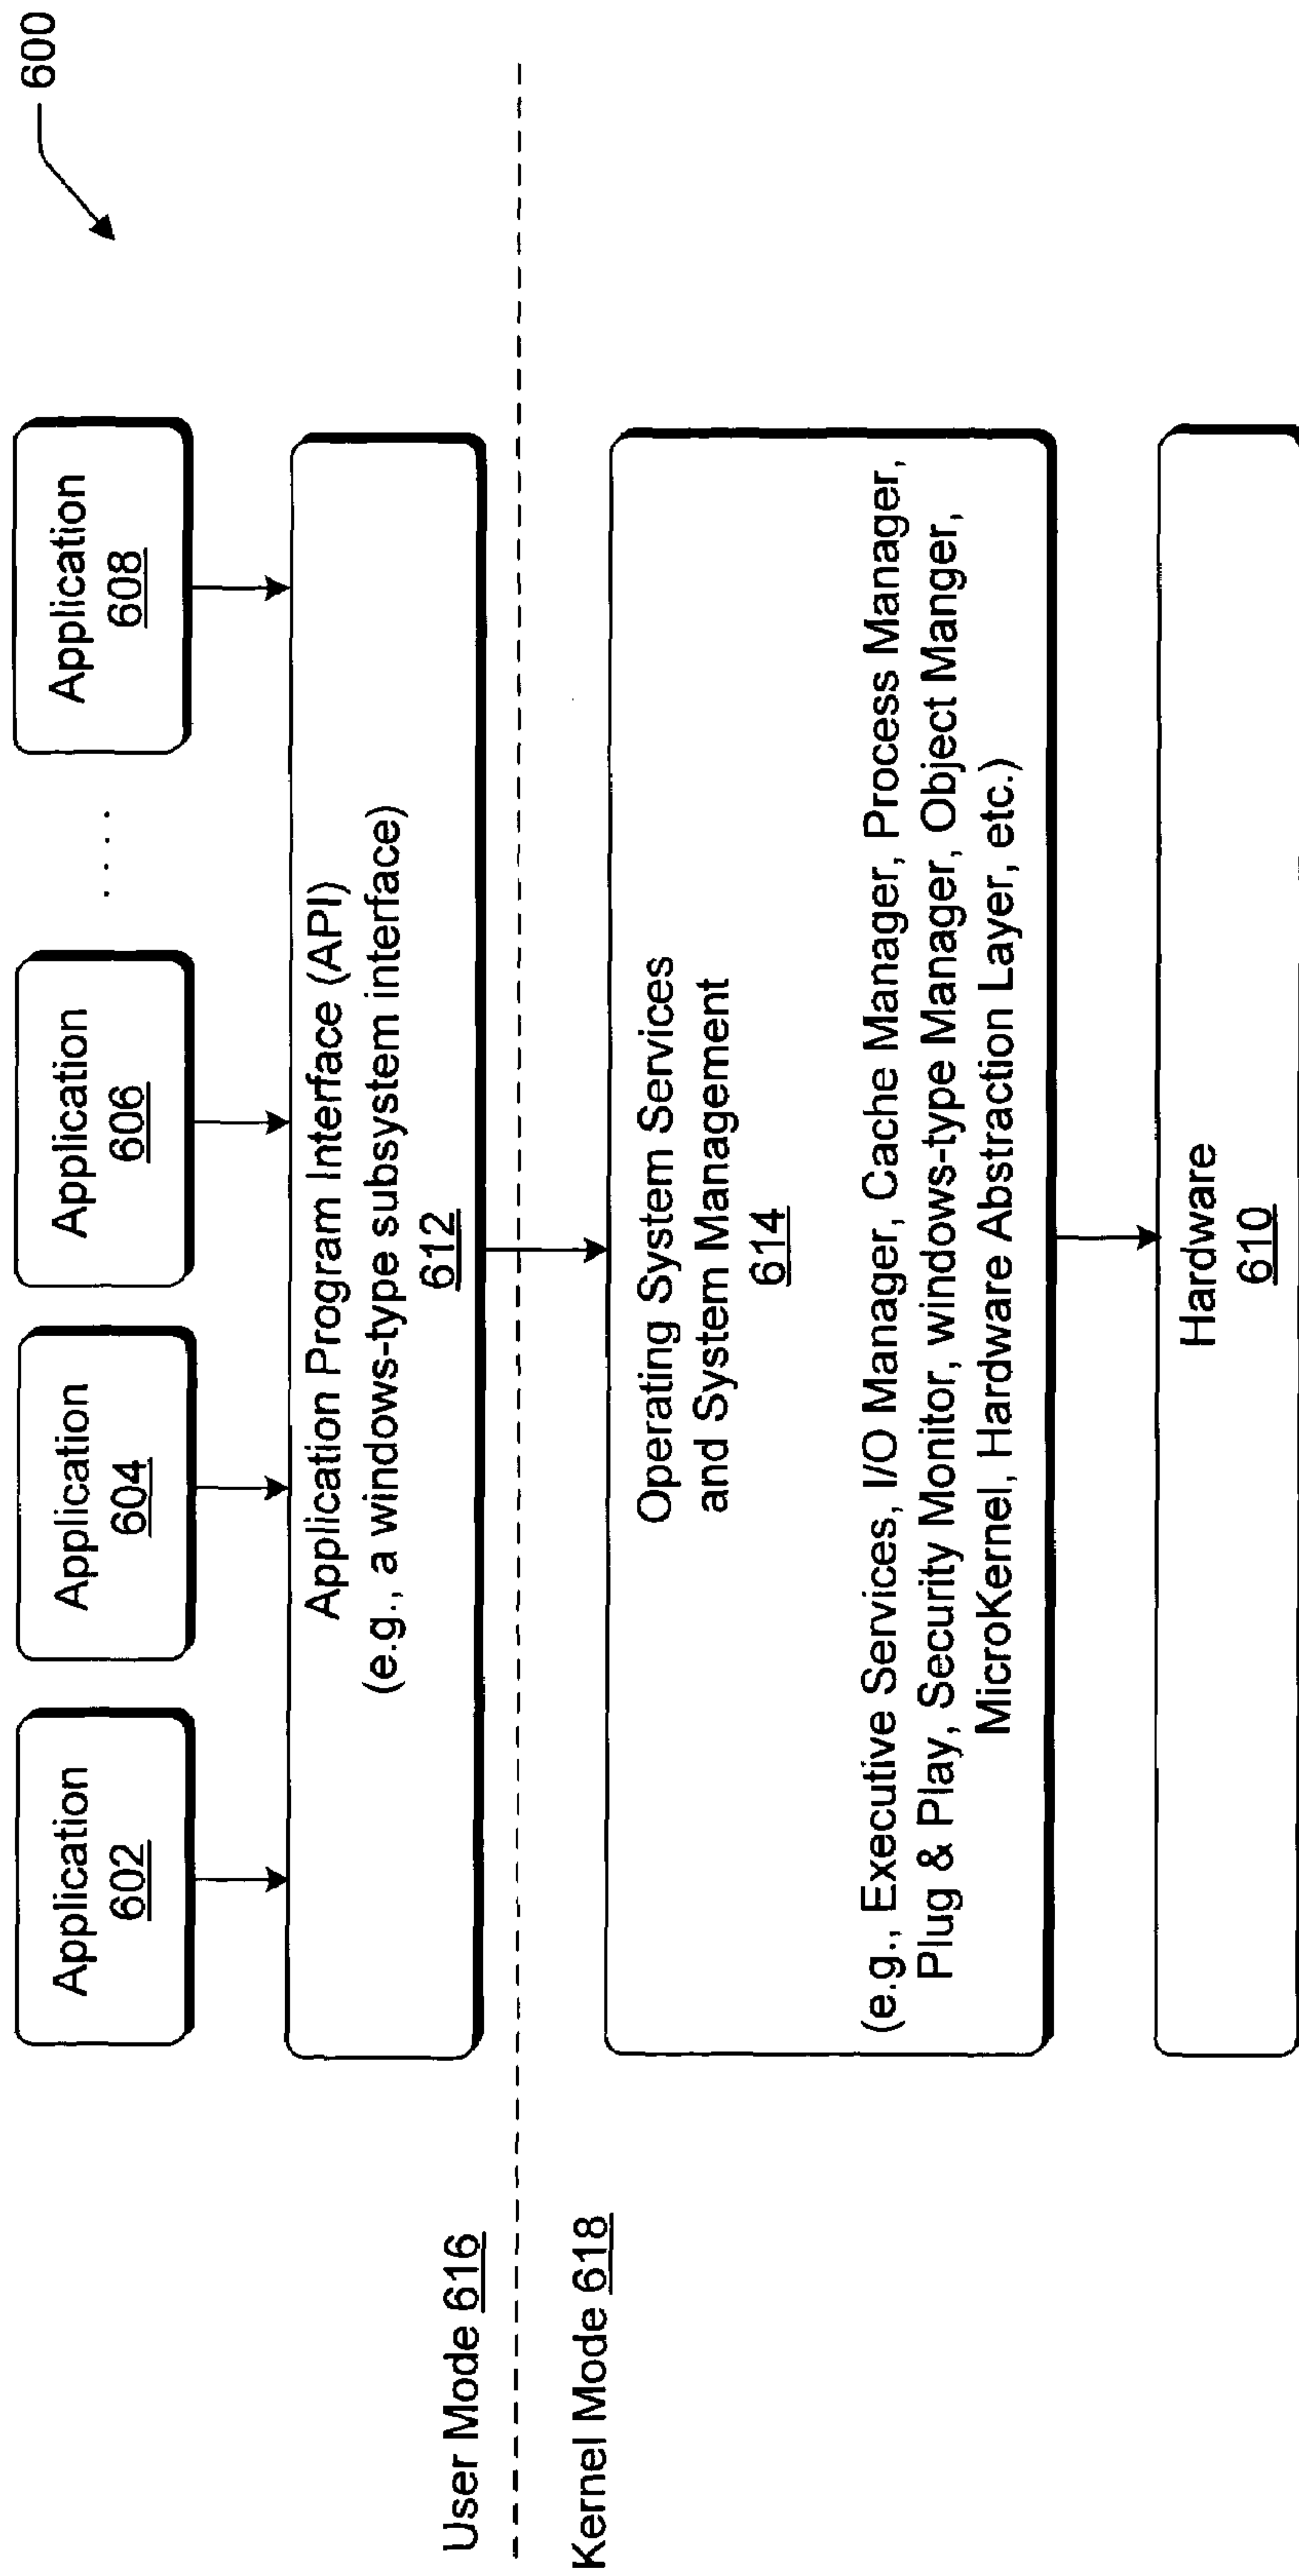 600
Application
602
Application
604
Application
606
. . . .
Application
608
Application Program Interface (API)
(e.g., a windows-type subsystem interface)
612
User Mode 616
Kernel Mode 618
Operating System Services
and System Management
614
(e.g., Executive Services, I/O Manager, Cache Manager, Process Manager,
Plug & Play, Security Monitor, windows-type Manager, Object Manger,
MicroKernel, Hardware Abstraction Layer, etc.)
Hardware
610